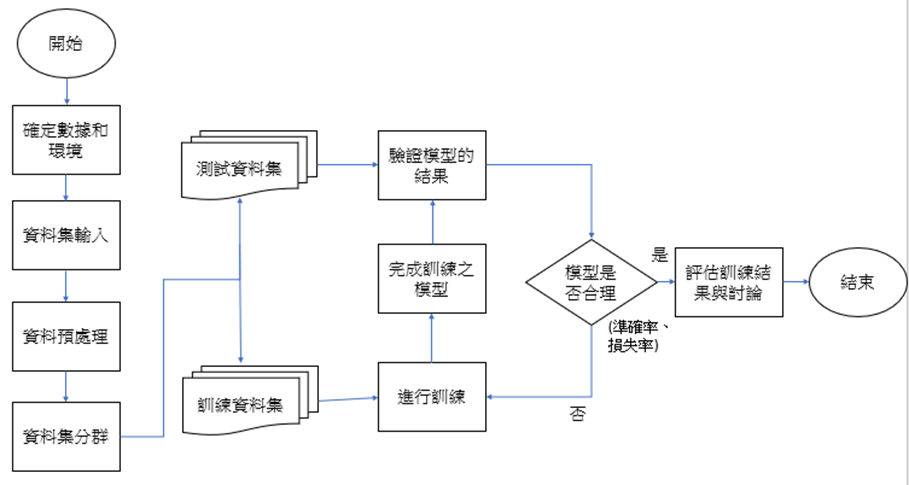 開始
確定數據和
環境
資料集輸入
資料預處理
資料集分群
測試資料集
訓練資料集
驗證模型的
結果
完成訓練之
模型
進行訓練
模型是
否合理
(準確率、
損失率)
是
否
評估訓練結
果與討論
結束